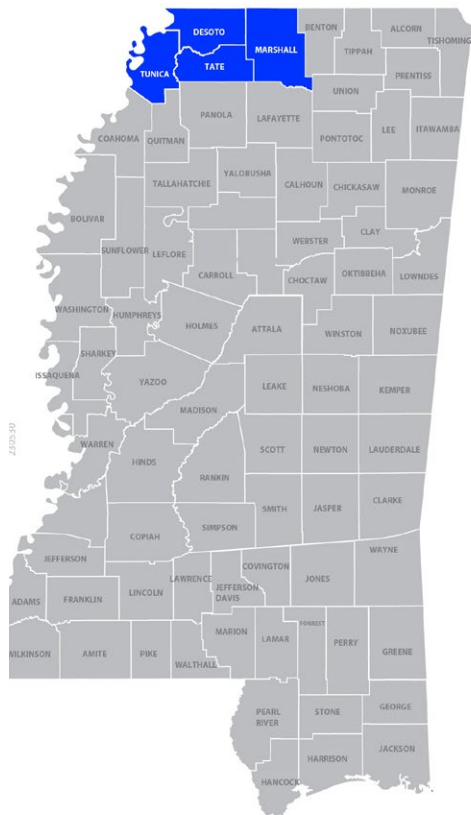 DESOTO
BENTON
ALCORN
TISHOMING
MARSHALL
TIPPAH
TUNICA
TATE
PRENTISS
UNION
PANOLA
LAFAYETTE
COAHOMA
QUITMAN
PONTOTOC
LEE
ITAWAMBA
TALLAHATCHIE
YALOBUSHA
CALHOUN
CHICKASAW
MONROE
BOLIVAR
SUNFLOWER
LEFLORE
WEBSTER
CLAY
CARROLL
CHOCTAW
OKTIBBEHA
LOWNDES
WASHINGTON
HUMPHREYS
HOLMES
ATTALA
WINSTON
NOXUBEE
SHARKEY
ISSAQUENA
YAZOO
LEAKE
NESHOBA
KEMPER
MADISON
230530
WARREN
HINDS
RANKIN
SCOTT
NEWTON
LAUDERDALE
SIMPSON
SMITH
JASPER
CLARKE
COPIAH
JEFFERSON
WAYNE
COVINGTON
JONES
LAWRENCE
JEFFERSON
DAVIS
ADAMS
FRANKLIN
LINCOLN
MARION
LAMAR
FORREST
PERRY
GREENE
WILKINSON
AMITE
PIKE
WALTHALL
PEARL
RIVER
STONE
GEORGE
HARRISON
JACKSON
HANCOCK